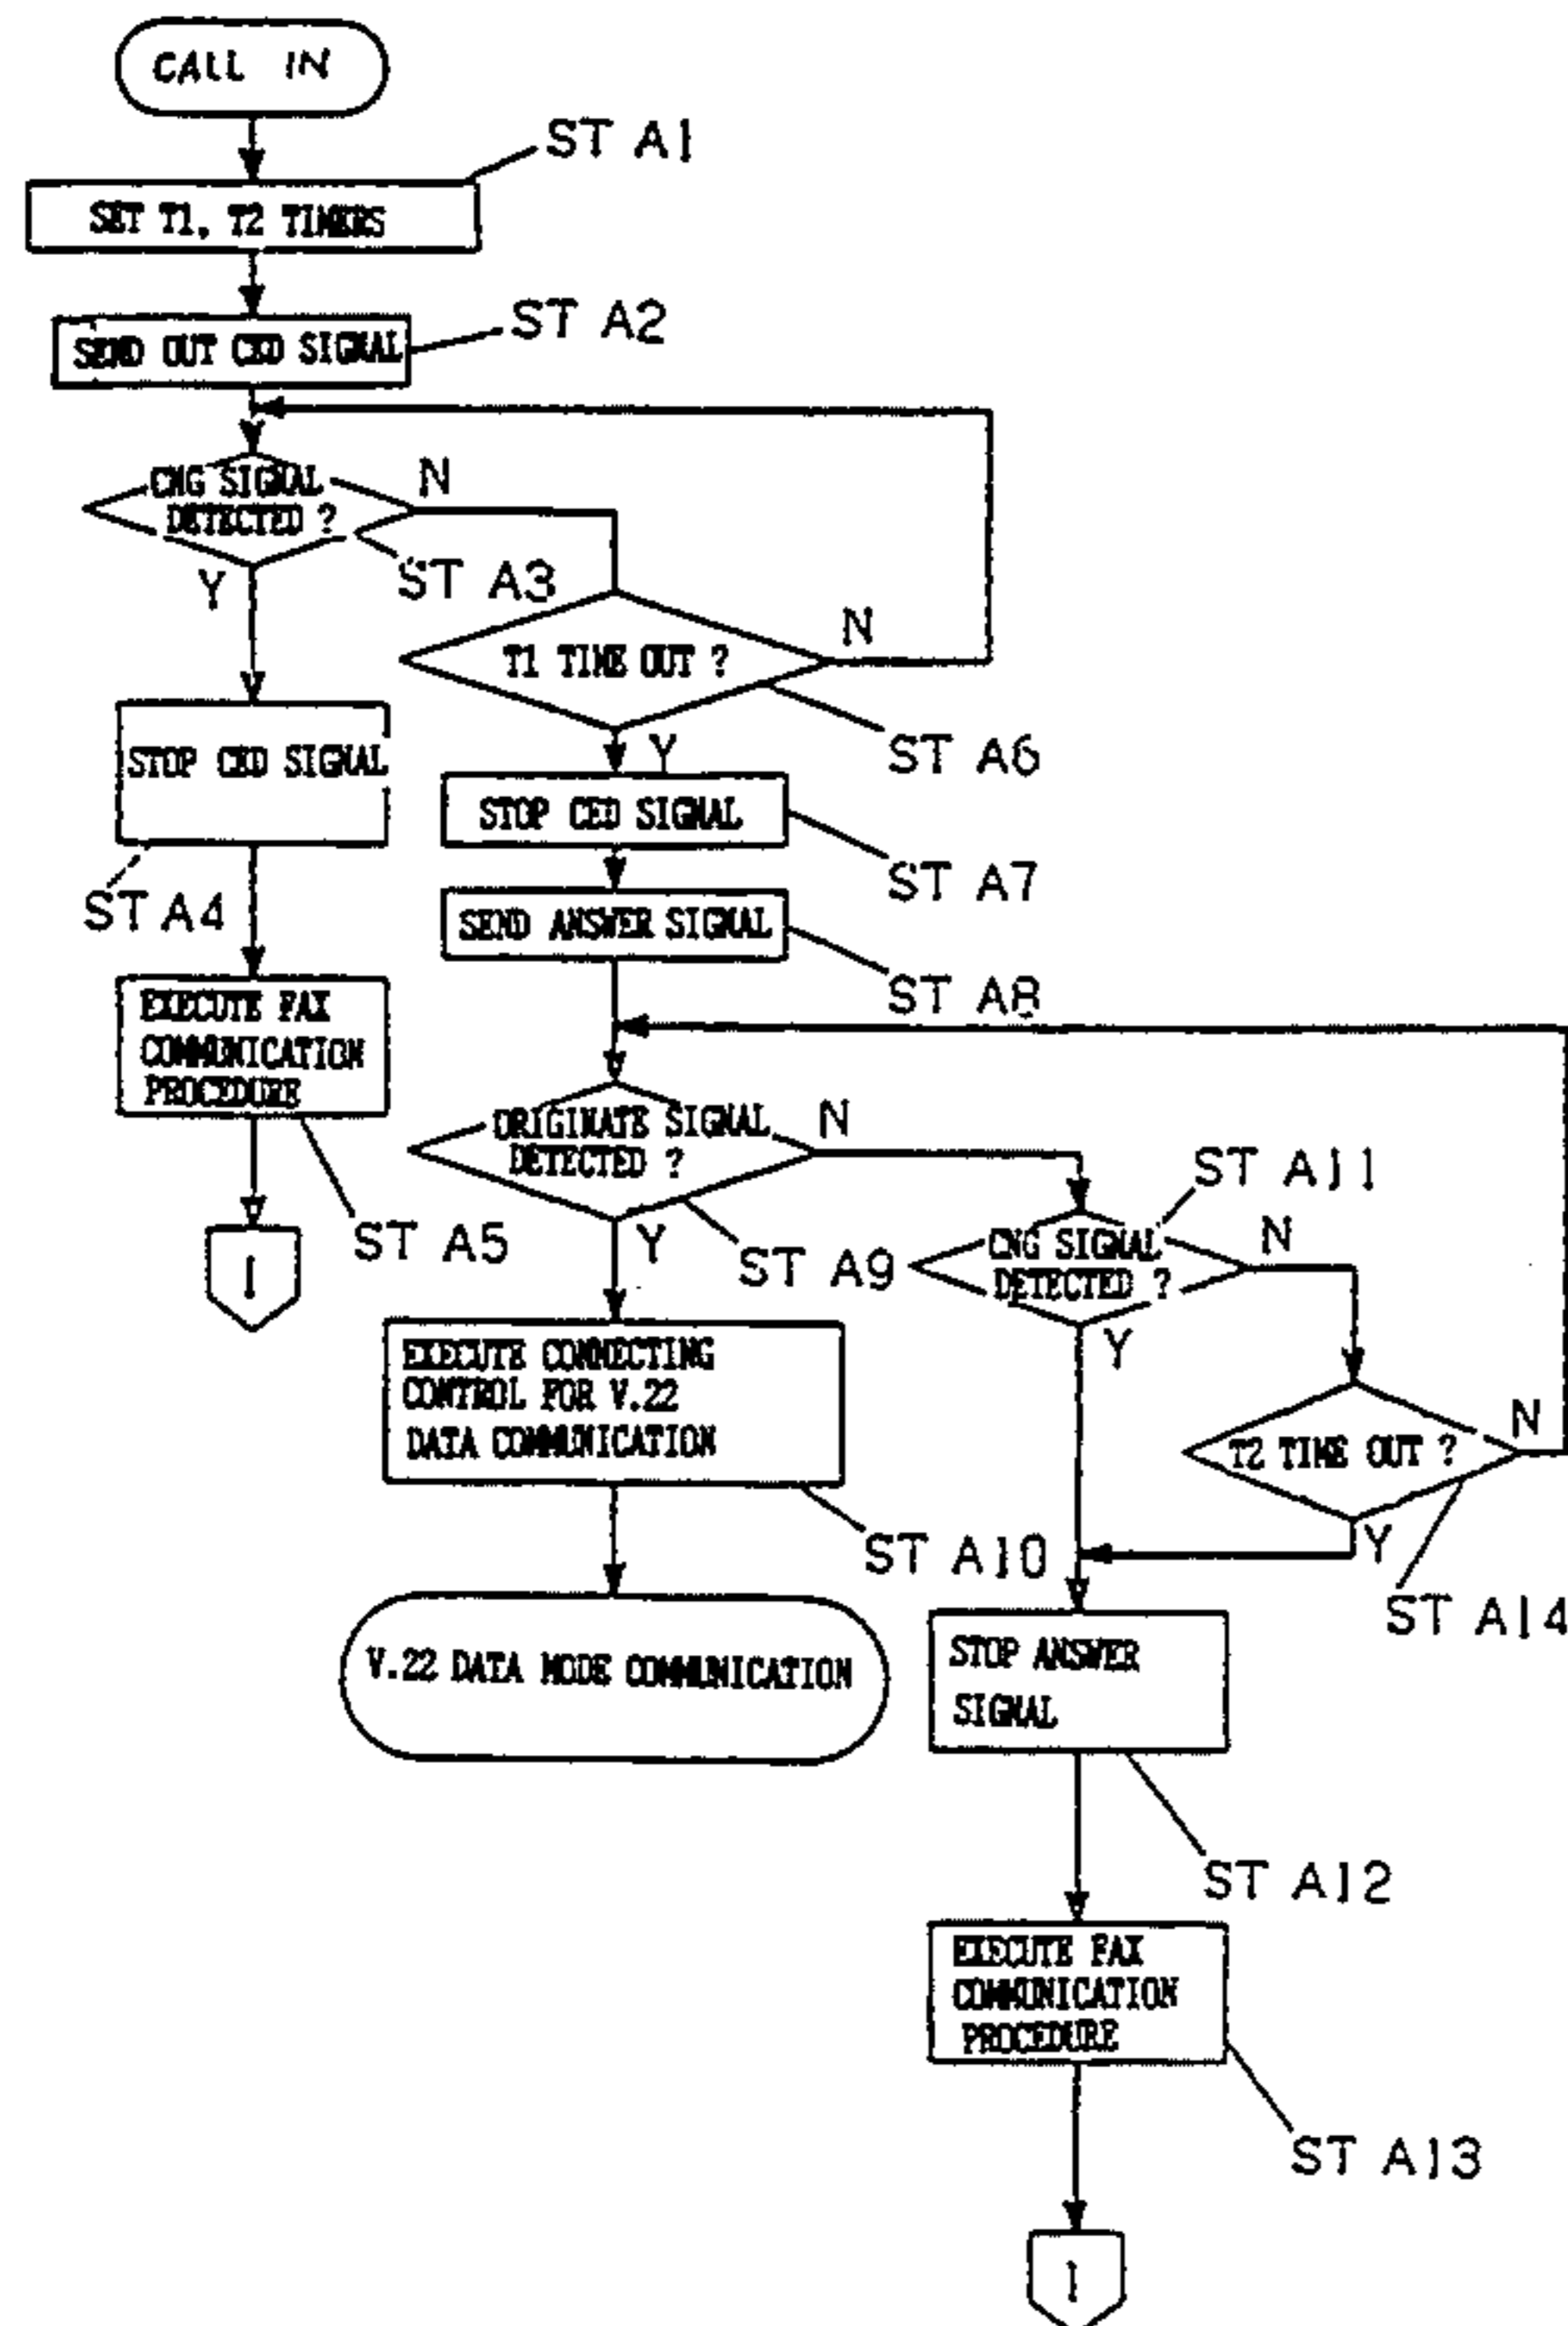 CALL IN
ST A1
SET T1, T2 TIMERS
ST A2
SEND OUT CED SIGNAL
CNG SIGNAL
DETECTED ?
N
Y
ST A3
T1 TIME OUT ?
N
Y
ST A6
STOP CED SIGNAL
ST A4
STOP CED SIGNAL
ST A7
SEND ANSWER SIGNAL
ST A8
EXECUTE FAX
COMMUNICATION
PROCEDURE
ST A5
1
ORIGINATE SIGNAL
DETECTED ?
N
Y
ST A9
ST A11
CNG SIGNAL
DETECTED ?
N
Y
EXECUTE CONNECTING
CONTROL FOR V.22
DATA COMMUNICATION
ST A10
T2 TIME OUT ?
N
Y
ST A14
V.22 DATA MODE COMMUNICATION
STOP ANSWER
SIGNAL
ST A12
EXECUTE FAX
COMMUNICATION
PROCEDURE
ST A13
1